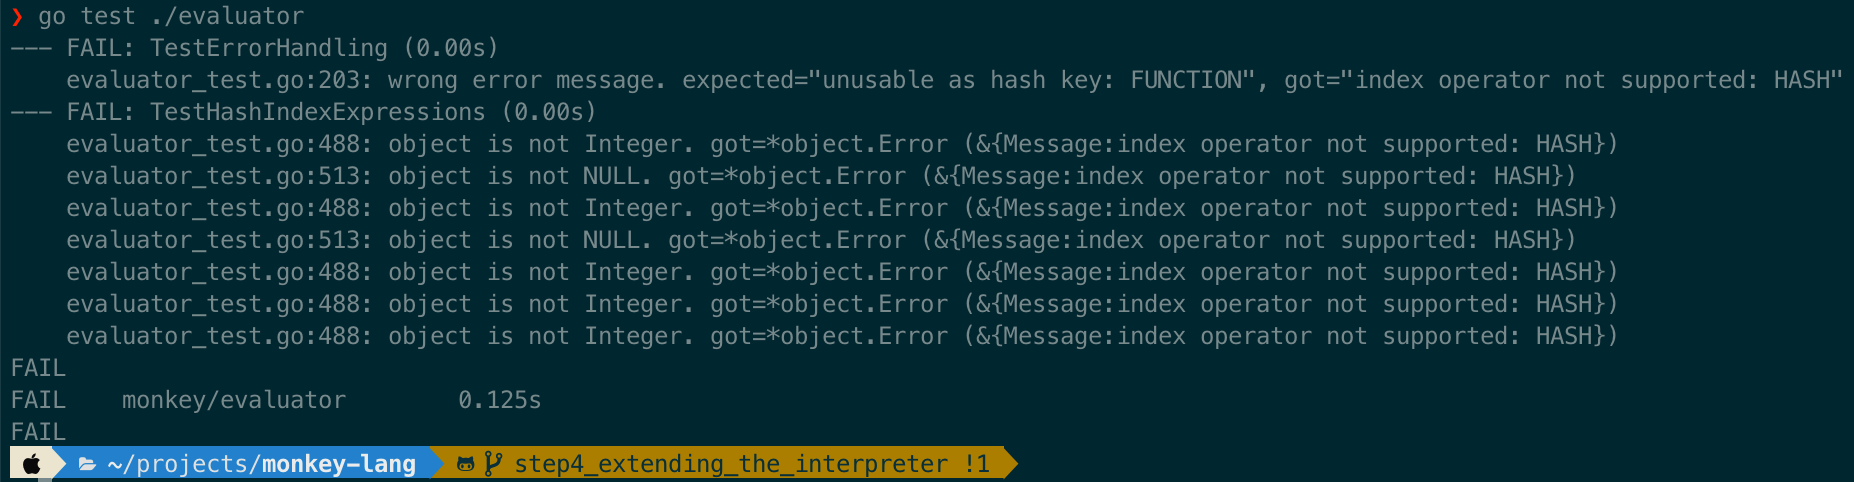 ❯ go test ./evaluator
--- FAIL: TestErrorHandling (0.00s)
    evaluator_test.go:203: wrong error message. expected="unusable as hash key: FUNCTION", got="index operator not supported: HASH"
--- FAIL: TestHashIndexExpressions (0.00s)
    evaluator_test.go:488: object is not Integer. got=*object.Error (&{Message:index operator not supported: HASH})
    evaluator_test.go:513: object is not NULL. got=*object.Error (&{Message:index operator not supported: HASH})
    evaluator_test.go:488: object is not Integer. got=*object.Error (&{Message:index operator not supported: HASH})
    evaluator_test.go:513: object is not NULL. got=*object.Error (&{Message:index operator not supported: HASH})
    evaluator_test.go:488: object is not Integer. got=*object.Error (&{Message:index operator not supported: HASH})
    evaluator_test.go:488: object is not Integer. got=*object.Error (&{Message:index operator not supported: HASH})
    evaluator_test.go:488: object is not Integer. got=*object.Error (&{Message:index operator not supported: HASH})
FAIL
FAIL    monkey/evaluator        0.125s
FAIL
~/projects/monkey-lang step4_extending_the_interpreter !1